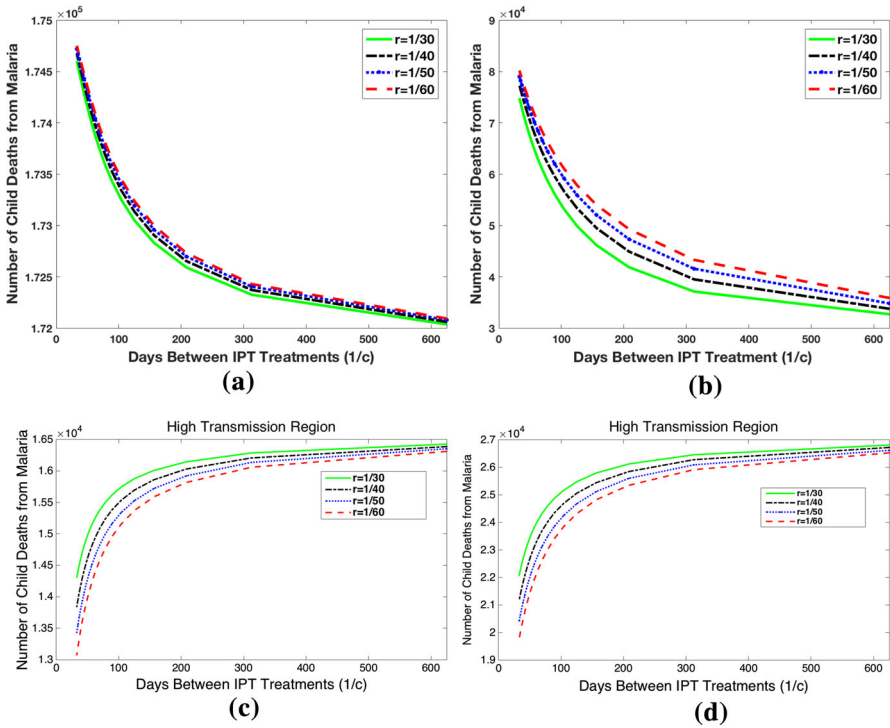 ×10⁵
1.75
1.745
1.74
1.735
1.73
1.725
1.72
Number of Child Deaths from Malaria
r=1/30
r=1/40
r=1/50
r=1/60
0 100 200 300 400 500 600
Days Between IPT Treatments (1/c)
(a)
×10⁴
9
8
7
6
5
4
3
Number of Child Deaths from Malaria
r=1/30
r=1/40
r=1/50
r=1/60
0 100 200 300 400 500 600
Days Between IPT Treatment (1/c)
(b)
High Transmission Region
×10⁴
1.65
1.6
1.55
1.5
1.45
1.4
1.35
1.3
Number of Child Deaths from Malaria
r=1/30
r=1/40
r=1/50
r=1/60
0 100 200 300 400 500 600
Days Between IPT Treatments (1/c)
(c)
High Transmission Region
×10⁴
2.7
2.6
2.5
2.4
2.3
2.2
2.1
2
1.9
Number of Child Deaths from Malaria
r=1/30
r=1/40
r=1/50
r=1/60
0 100 200 300 400 500 600
Days Between IPT Treatments (1/c)
(d)